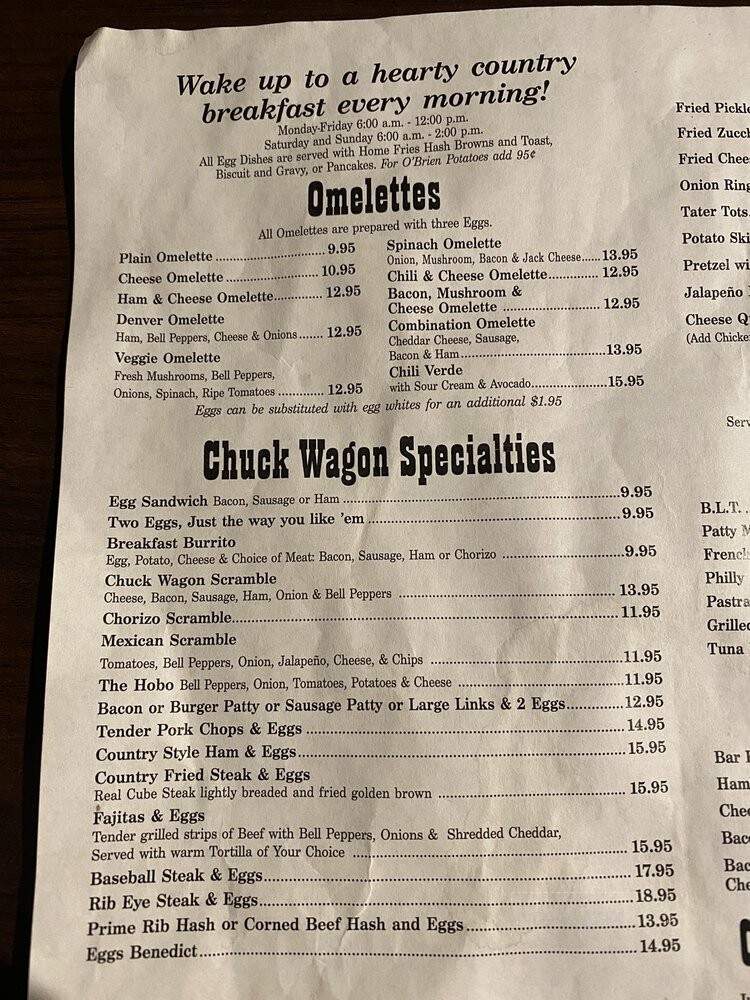 Wake up to a hearty country
breakfast every morning!
Monday-Friday 6:00 a.m. - 12:00 p.m.
Saturday and Sunday 6:00 a.m. - 2:00 p.m.
All Egg Dishes are served with Home Fries Hash Browns and Toast,
Biscuit and Gravy, or Pancakes. For O'Brien Potatoes add 95¢
Omelettes
All Omelettes are prepared with three Eggs.
Plain Omelette ........ 9.95
Cheese Omelette ........ 10.95
Ham & Cheese Omelette ........ 12.95
Denver Omelette
Ham, Bell Peppers, Cheese & Onions ....... 12.95
Veggie Omelette
Fresh Mushrooms, Bell Peppers,
Onions, Spinach, Ripe Tomatoes ........ 12.95
Spinach Omelette
Onion, Mushroom, Bacon & Jack Cheese ..... 13.95
Chili & Cheese Omelette ........ 12.95
Bacon, Mushroom &
Cheese Omelette ........ 12.95
Combination Omelette
Cheddar Cheese, Sausage,
Bacon & Ham ........ 13.95
Chili Verde
with Sour Cream & Avocado ........ 15.95
Eggs can be substituted with egg whites for an additional $1.95
Chuck Wagon Specialties
Egg Sandwich Bacon, Sausage or Ham ........ 9.95
Two Eggs, Just the way you like 'em ........ 9.95
Breakfast Burrito
Egg, Potato, Cheese & Choice of Meat: Bacon, Sausage, Ham or Chorizo ........ 9.95
Chuck Wagon Scramble
Cheese, Bacon, Sausage, Ham, Onion & Bell Peppers ........ 13.95
Chorizo Scramble ........ 11.95
Mexican Scramble
Tomatoes, Bell Peppers, Onion, Jalapeño, Cheese, & Chips ........ 11.95
The Hobo Bell Peppers, Onion, Tomatoes, Potatoes & Cheese ........ 11.95
Bacon or Burger Patty or Sausage Patty or Large Links & 2 Eggs ........ 12.95
Tender Pork Chops & Eggs ........ 14.95
Country Style Ham & Eggs ........ 15.95
Country Fried Steak & Eggs
Real Cube Steak lightly breaded and fried golden brown ........ 15.95
Fajitas & Eggs
Tender grilled strips of Beef with Bell Peppers, Onions & Shredded Cheddar,
Served with warm Tortilla of Your Choice ........ 15.95
Baseball Steak & Eggs ........ 17.95
Rib Eye Steak & Eggs ........ 18.95
Prime Rib Hash or Corned Beef Hash and Eggs ........ 13.95
Eggs Benedict ........ 14.95
Fried Pickl
Fried Zucc
Fried Chee
Onion Ring
Tater Tots
Potato Ski
Pretzel wi
Jalapeño
Cheese Q
(Add Chicke
Serv
B.L.T. .
Patty M
French
Philly
Pastra
Grilled
Tuna
Bar
Ham
Che
Bac
Bac
Che